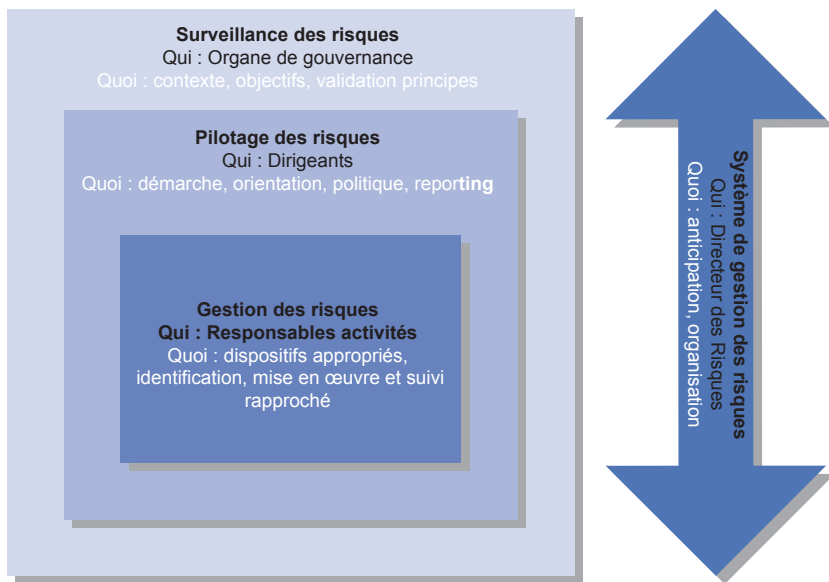 Surveillance des risques
Qui : Organe de gouvernance
Quoi : contexte, objectifs, validation principes
Pilotage des risques
Qui : Dirigeants
Quoi : démarche, orientation, politique, reporting
Gestion des risques
Qui : Responsables activités
Quoi : dispositifs appropriés,
identification, mise en œuvre et suivi
rapproché
Système de gestion des risques
Qui : Directeur des Risques
Quoi : anticipation, organisation